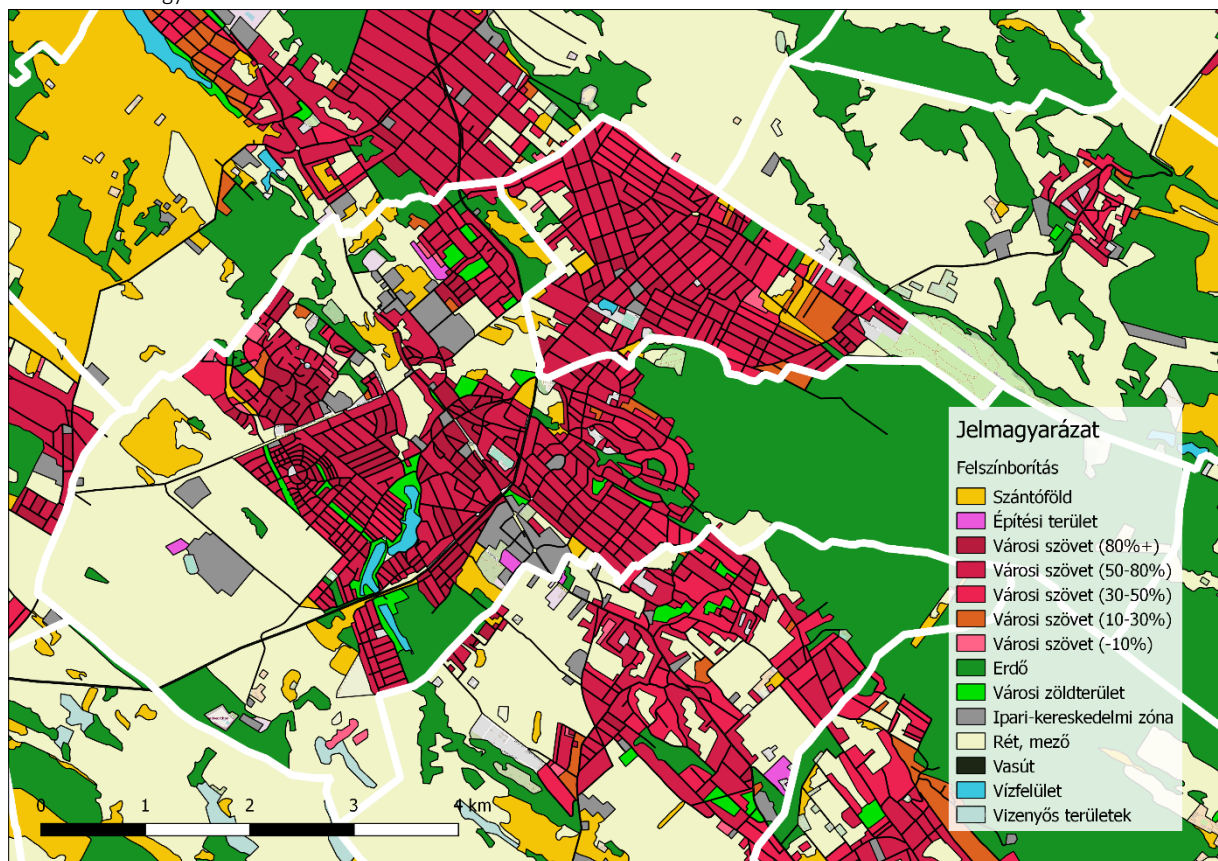 Jelmagyarázat
Felszínborítás
Szántóföld
Építési terület
Városi szövet (80%+)
Városi szövet (50-80%)
Városi szövet (30-50%)
Városi szövet (10-30%)
Városi szövet (-10%)
Erdő
Városi zöldterület
Ipari-kereskedelmi zóna
Rét, mező
Vasút
Vízfelület
Vizenyős területek
0 1 2 3 4 km